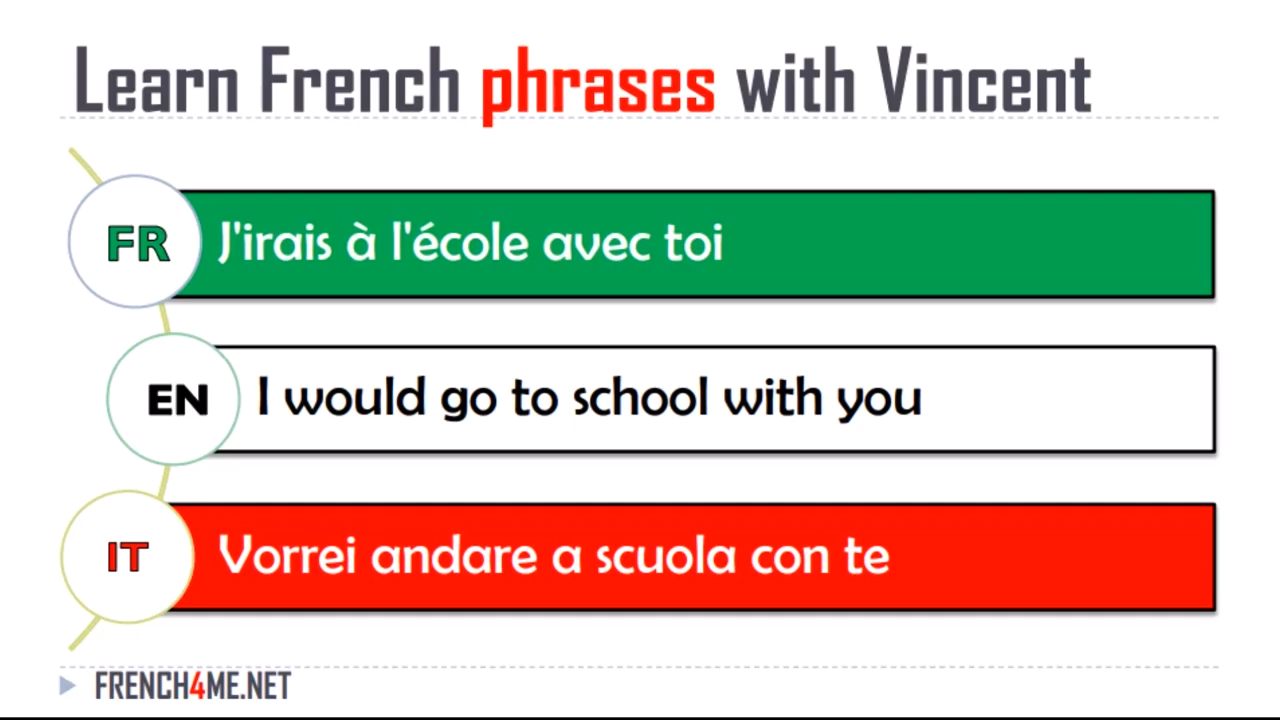 Learn French phrases with Vincent
FR
J'irais à l'école avec toi
EN
I would go to school with you
IT
Vorrei andare a scuola con te
FRENCH4ME.NET